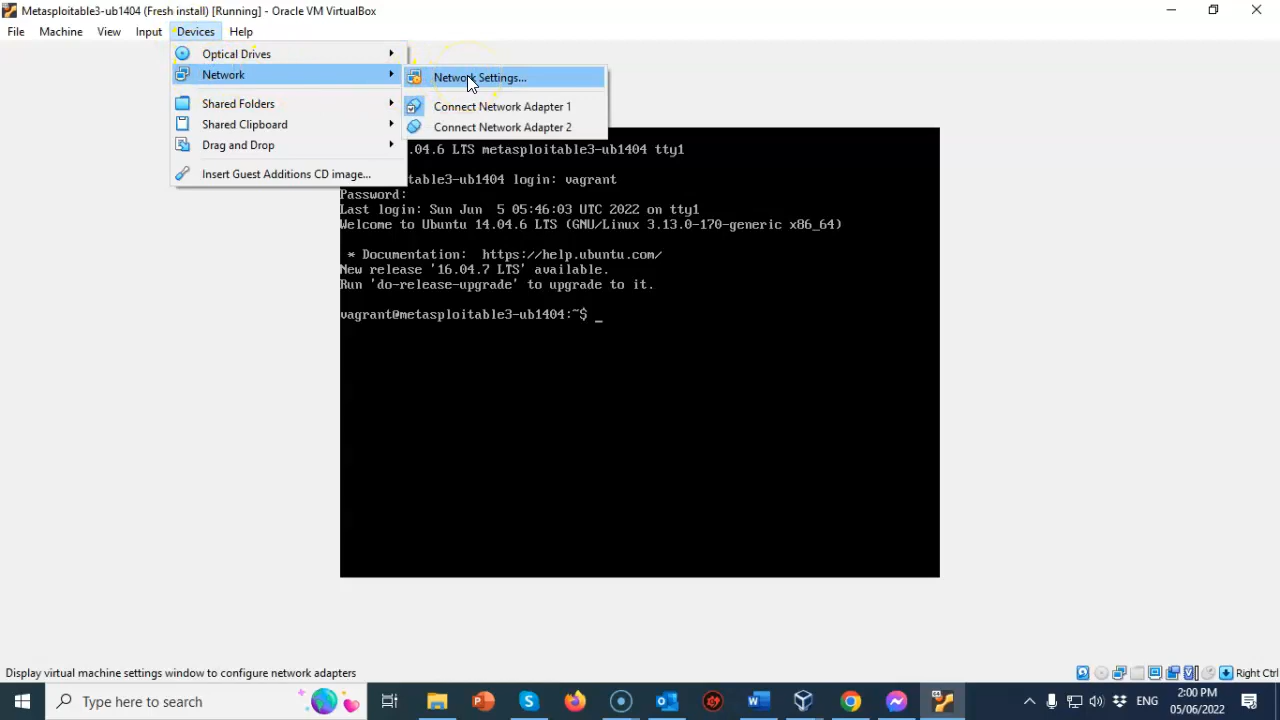 Metasploitable3-ub1404 (Fresh install) [Running] - Oracle VM VirtualBox
File Machine View Input Devices Help
Optical Drives
Network
Shared Folders
Shared Clipboard
Drag and Drop
Insert Guest Additions CD image...
Network Settings...
Connect Network Adapter 1
Connect Network Adapter 2
.04.6 LTS metasploitable3-ub1404 tty1
table3-ub1404 login: vagrant
Password:
Last login: Sun Jun  5 05:46:03 UTC 2022 on tty1
Welcome to Ubuntu 14.04.6 LTS (GNU/Linux 3.13.0-170-generic x86_64)
* Documentation:  https://help.ubuntu.com/
New release '16.04.7 LTS' available.
Run 'do-release-upgrade' to upgrade to it.
vagrant@metasploitable3-ub1404:~$ _
Display virtual machine settings window to configure network adapters
Right Ctrl
Type here to search
ENG
2:00 PM
05/06/2022